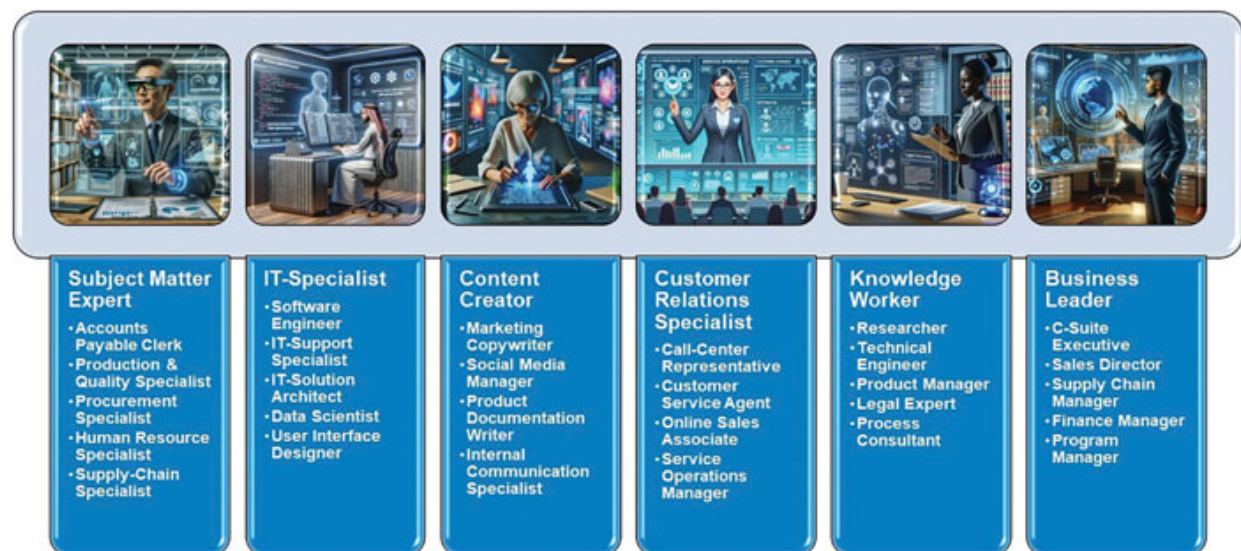 Subject Matter
Expert
•Accounts
Payable Clerk
•Production &
Quality Specialist
•Procurement
Specialist
•Human Resource
Specialist
•Supply-Chain
Specialist
IT-Specialist
•Software
Engineer
•IT-Support
Specialist
•IT-Solution
Architect
•Data Scientist
•User Interface
Designer
Content
Creator
•Marketing
Copywriter
•Social Media
Manager
•Product
Documentation
Writer
•Internal
Communication
Specialist
Customer
Relations
Specialist
•Call-Center
Representative
•Customer
Service Agent
•Online Sales
Associate
•Service
Operations
Manager
Knowledge
Worker
•Researcher
•Technical
Engineer
•Product Manager
•Legal Expert
•Process
Consultant
Business
Leader
•C-Suite
Executive
•Sales Director
•Supply Chain
Manager
•Finance Manager
•Program
Manager